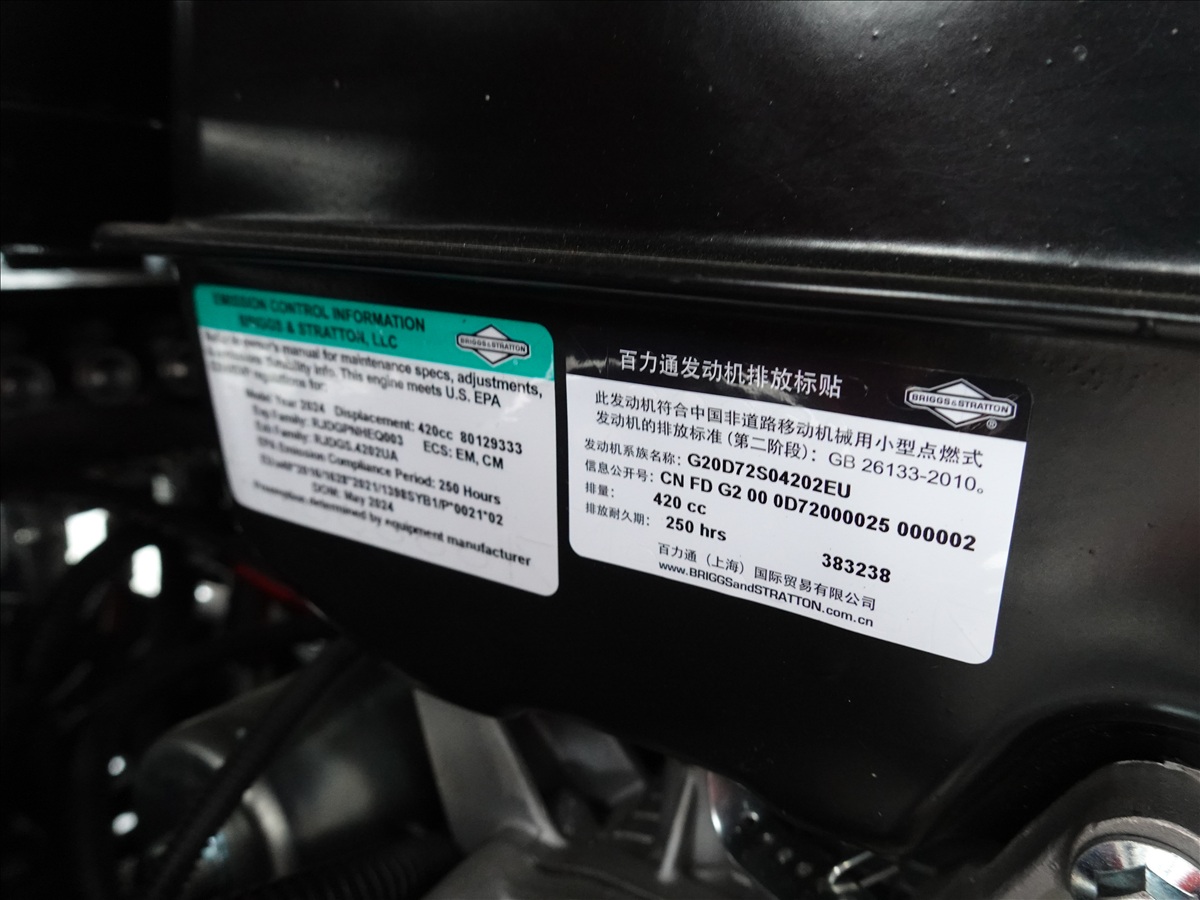 EMISSION CONTROL INFORMATION
BRIGGS & STRATTON, LLC
BRIGGS&STRATTON
owner's manual for maintenance specs, adjustments,
info. This engine meets U.S. EPA
regulations for:
Model Year 2024 Displacement: 420cc 80129333
Evp Family: RJDGPNHEQ003 ECS: EM, CM
Exh Family: RJDGS.4202UA
EPA Emission Compliance Period: 250 Hours
DOM: May 2024
determined by equipment manufacturer
百力通发动机排放标贴
BRIGGS&STRATTON
®
此发动机符合中国非道路移动机械用小型点燃式
发动机的排放标准(第二阶段): GB 26133-2010。
发动机系族名称: G20D72S04202EU
信息公开号: CN FD G2 00 0D72000025 000002
排量: 420 cc
排放耐久期: 250 hrs
383238
百力通(上海)国际贸易有限公司
www.BRIGGSandSTRATTON.com.cn